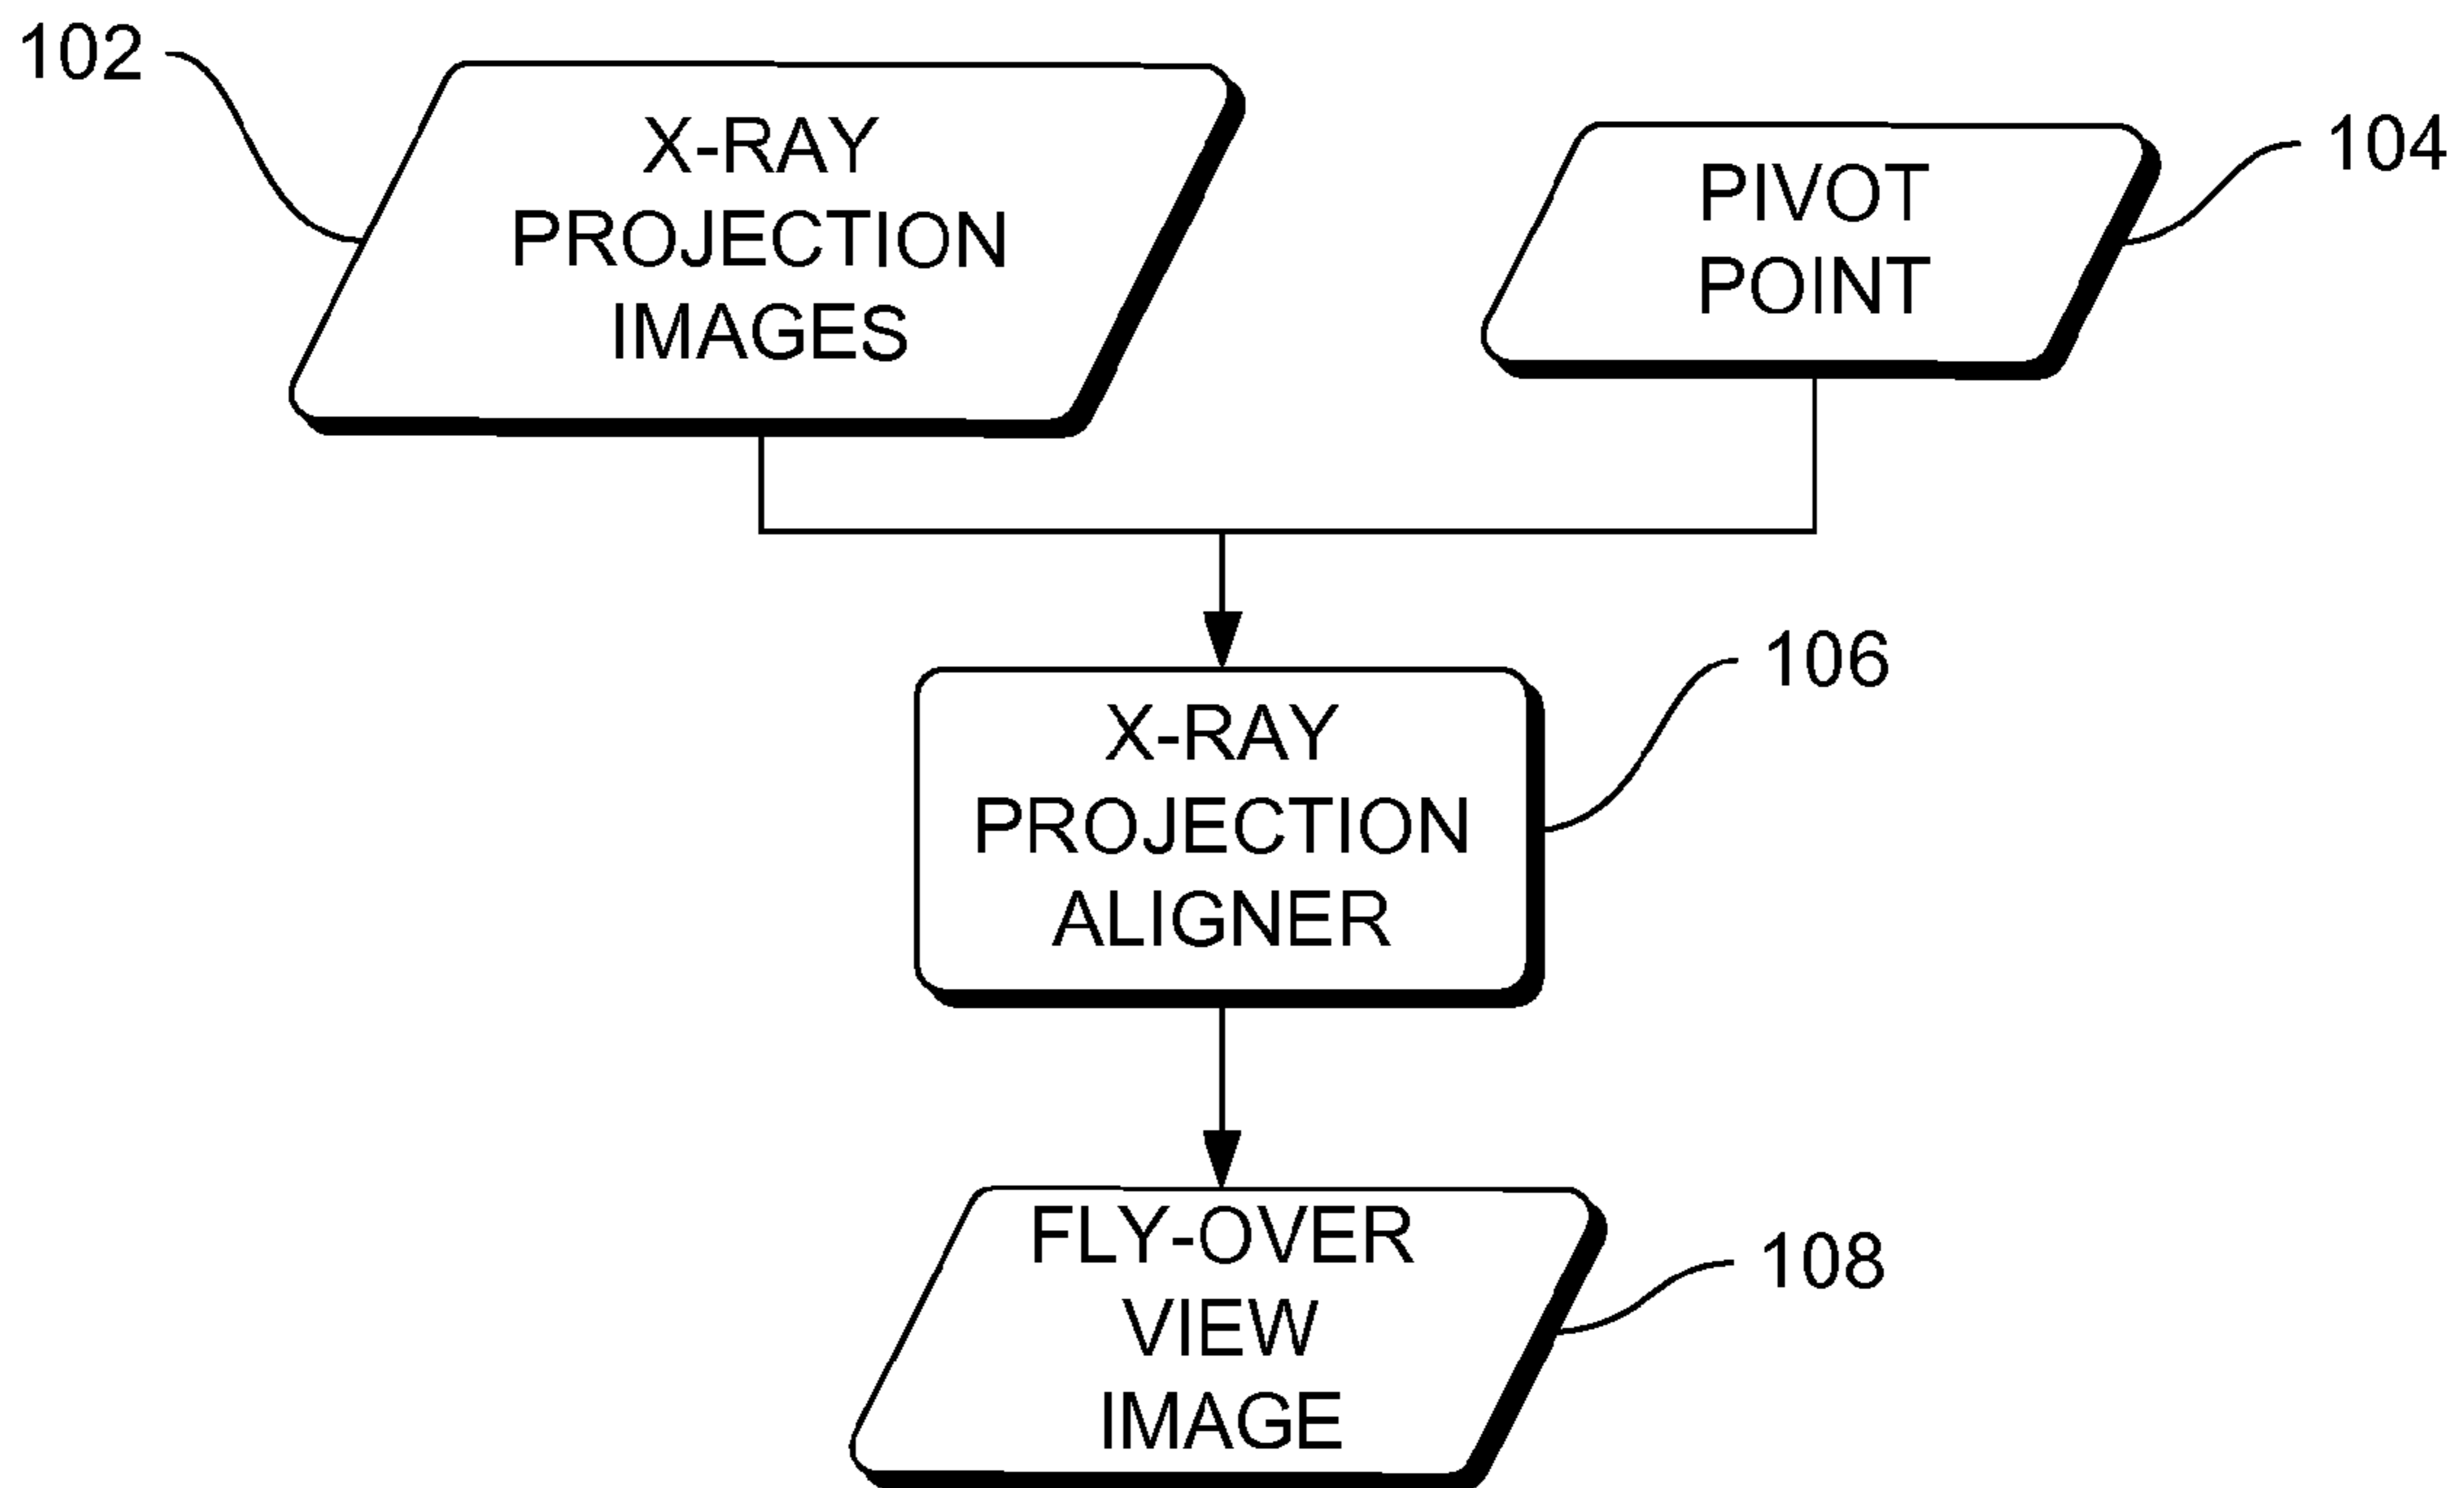 102
X-RAY
PROJECTION
IMAGES
104
PIVOT
POINT
106
X-RAY
PROJECTION
ALIGNER
108
FLY-OVER
VIEW
IMAGE